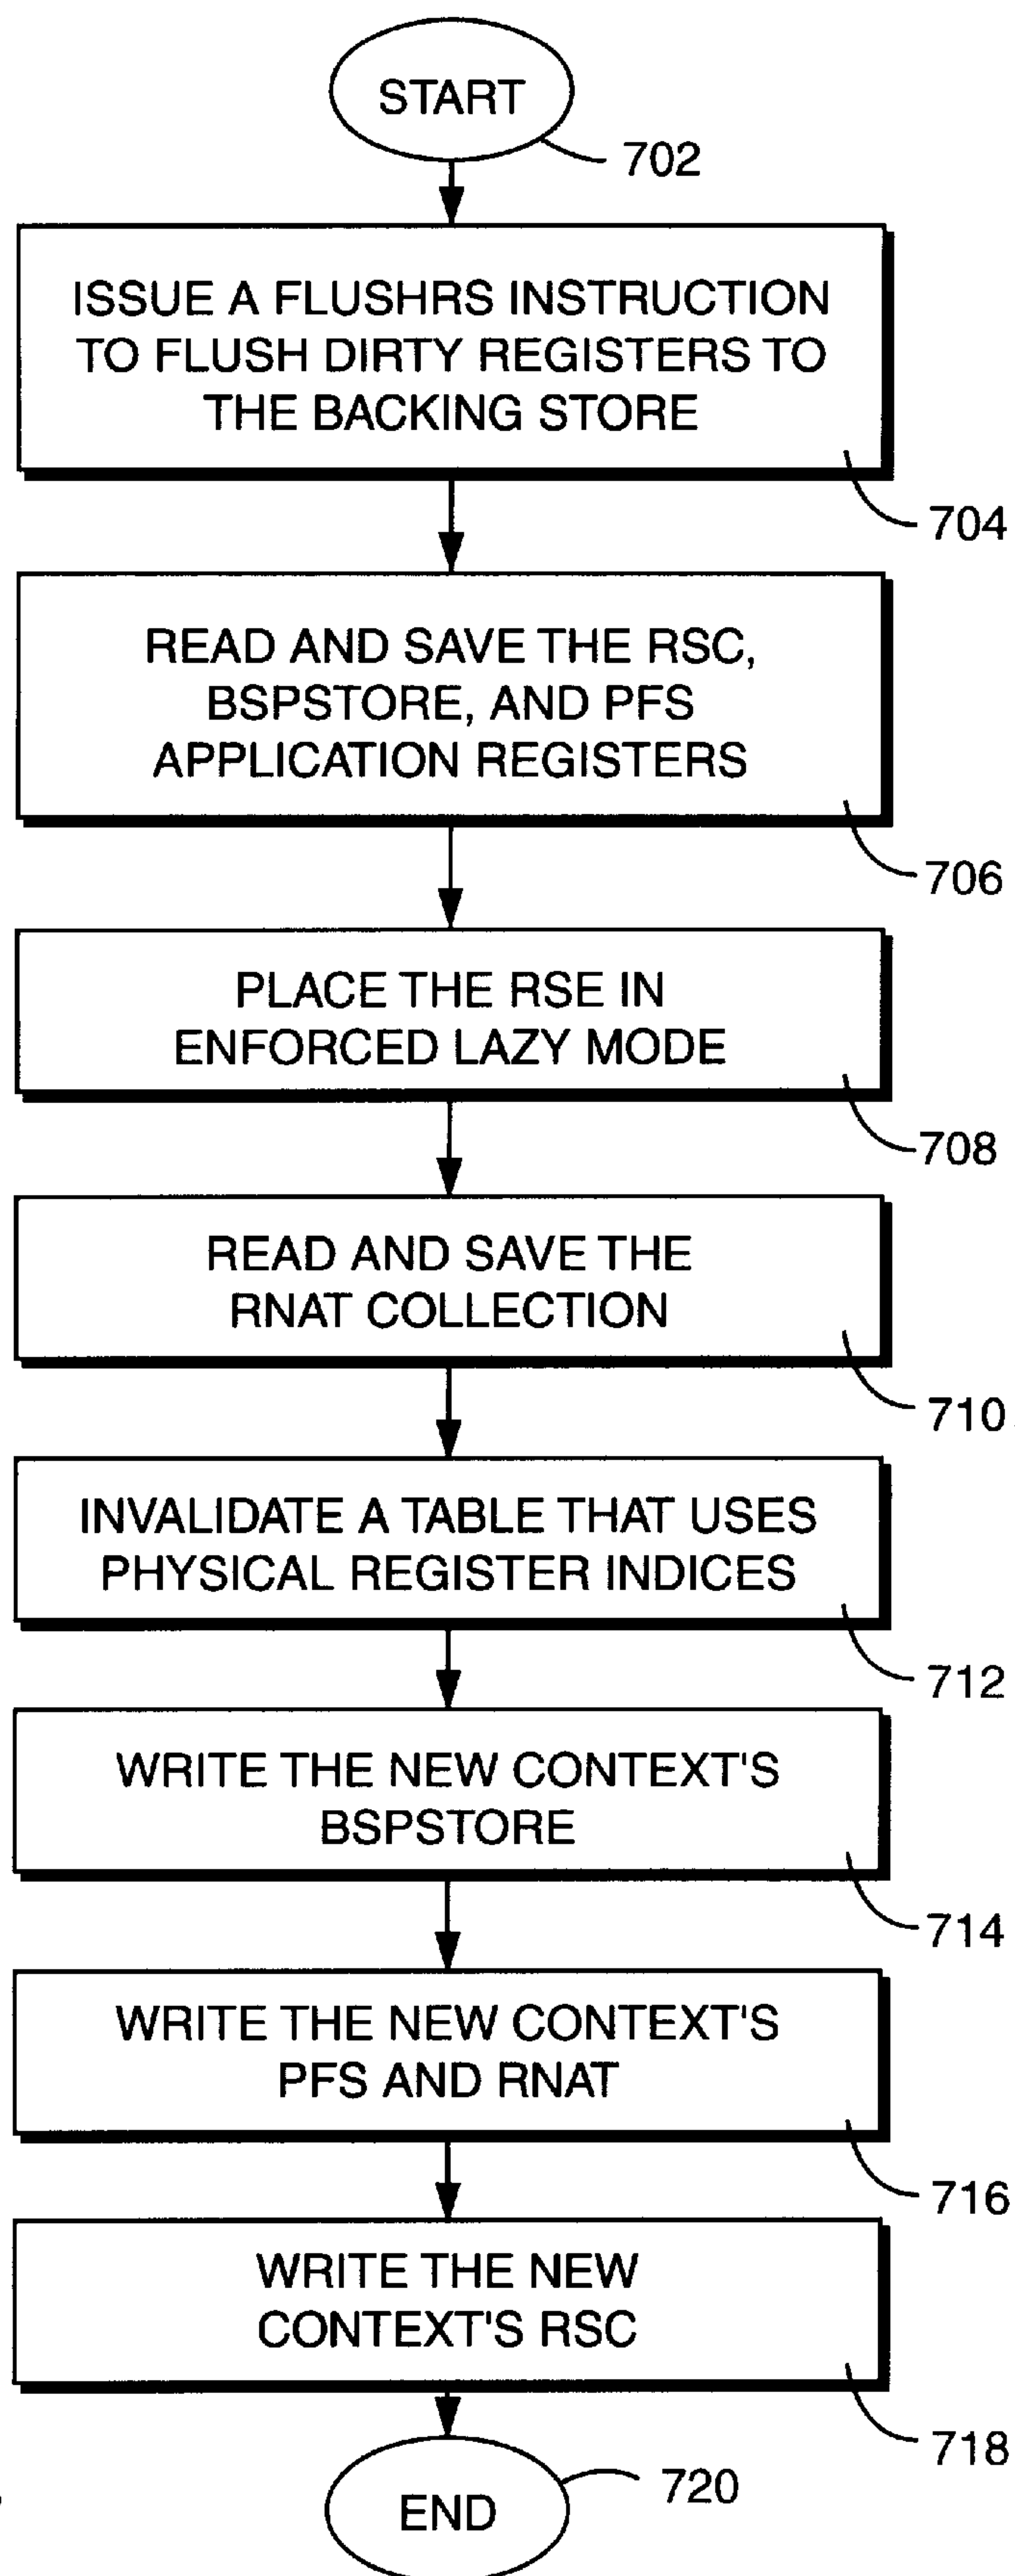 START
702
ISSUE A FLUSHRS INSTRUCTION
TO FLUSH DIRTY REGISTERS TO
THE BACKING STORE
704
READ AND SAVE THE RSC,
BSPSTORE, AND PFS
APPLICATION REGISTERS
706
PLACE THE RSE IN
ENFORCED LAZY MODE
708
READ AND SAVE THE
RNAT COLLECTION
710
INVALIDATE A TABLE THAT USES
PHYSICAL REGISTER INDICES
712
WRITE THE NEW CONTEXT'S
BSPSTORE
714
WRITE THE NEW CONTEXT'S
PFS AND RNAT
716
WRITE THE NEW
CONTEXT'S RSC
718
END
720